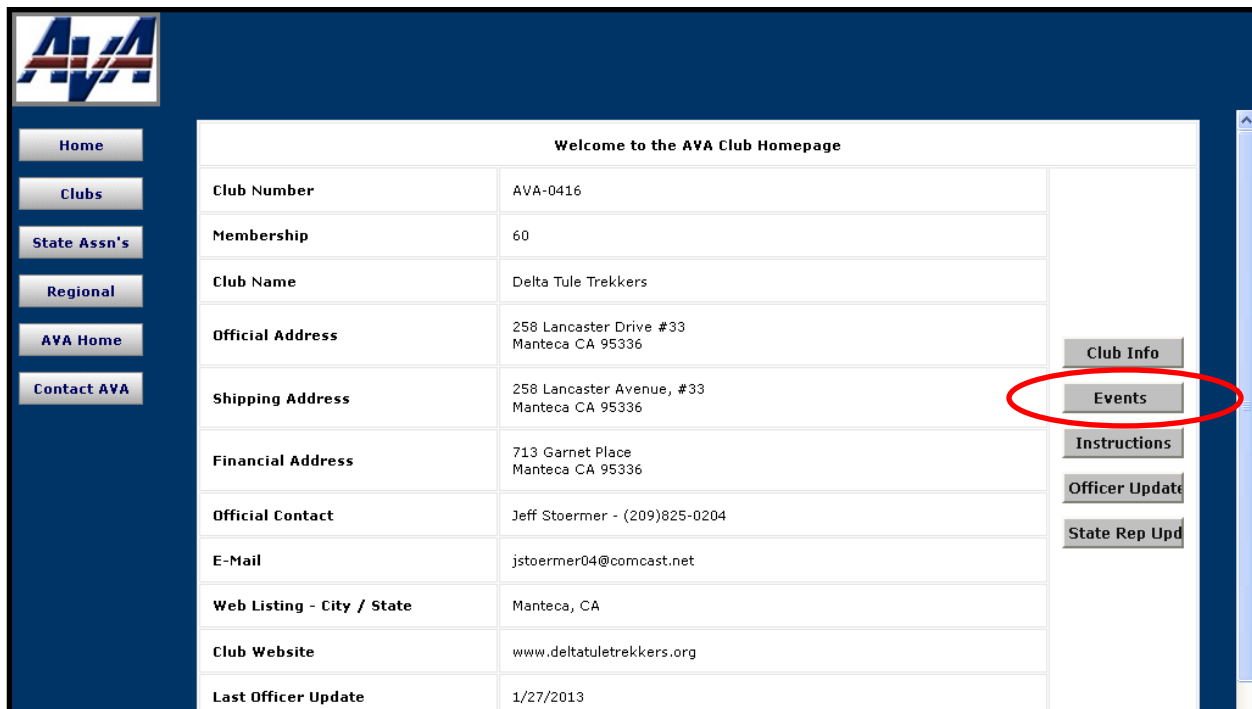 AVA
Home
Clubs
State Assn's
Regional
AVA Home
Contact AVA
Welcome to the AVA Club Homepage
Club Number
AVA-0416
Membership
60
Club Name
Delta Tule Trekkers
Official Address
258 Lancaster Drive #33
Manteca CA 95336
Shipping Address
258 Lancaster Avenue, #33
Manteca CA 95336
Financial Address
713 Garnet Place
Manteca CA 95336
Official Contact
Jeff Stoermer - (209)825-0204
E-Mail
jstoermer04@comcast.net
Web Listing - City / State
Manteca, CA
Club Website
www.deltatuletrekkers.org
Last Officer Update
1/27/2013
Club Info
Events
Instructions
Officer Update
State Rep Upd